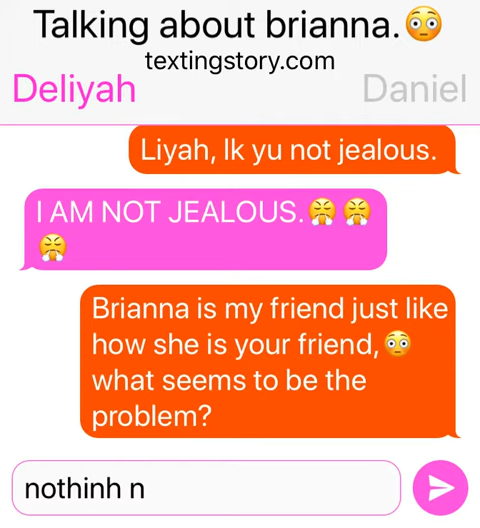 Talking about brianna.😳
textingstory.com
Deliyah Daniel
Liyah, Ik yu not jealous.
I AM NOT JEALOUS.😤😤
😤
Brianna is my friend just like
how she is your friend,😳
what seems to be the
problem?
nothinh n